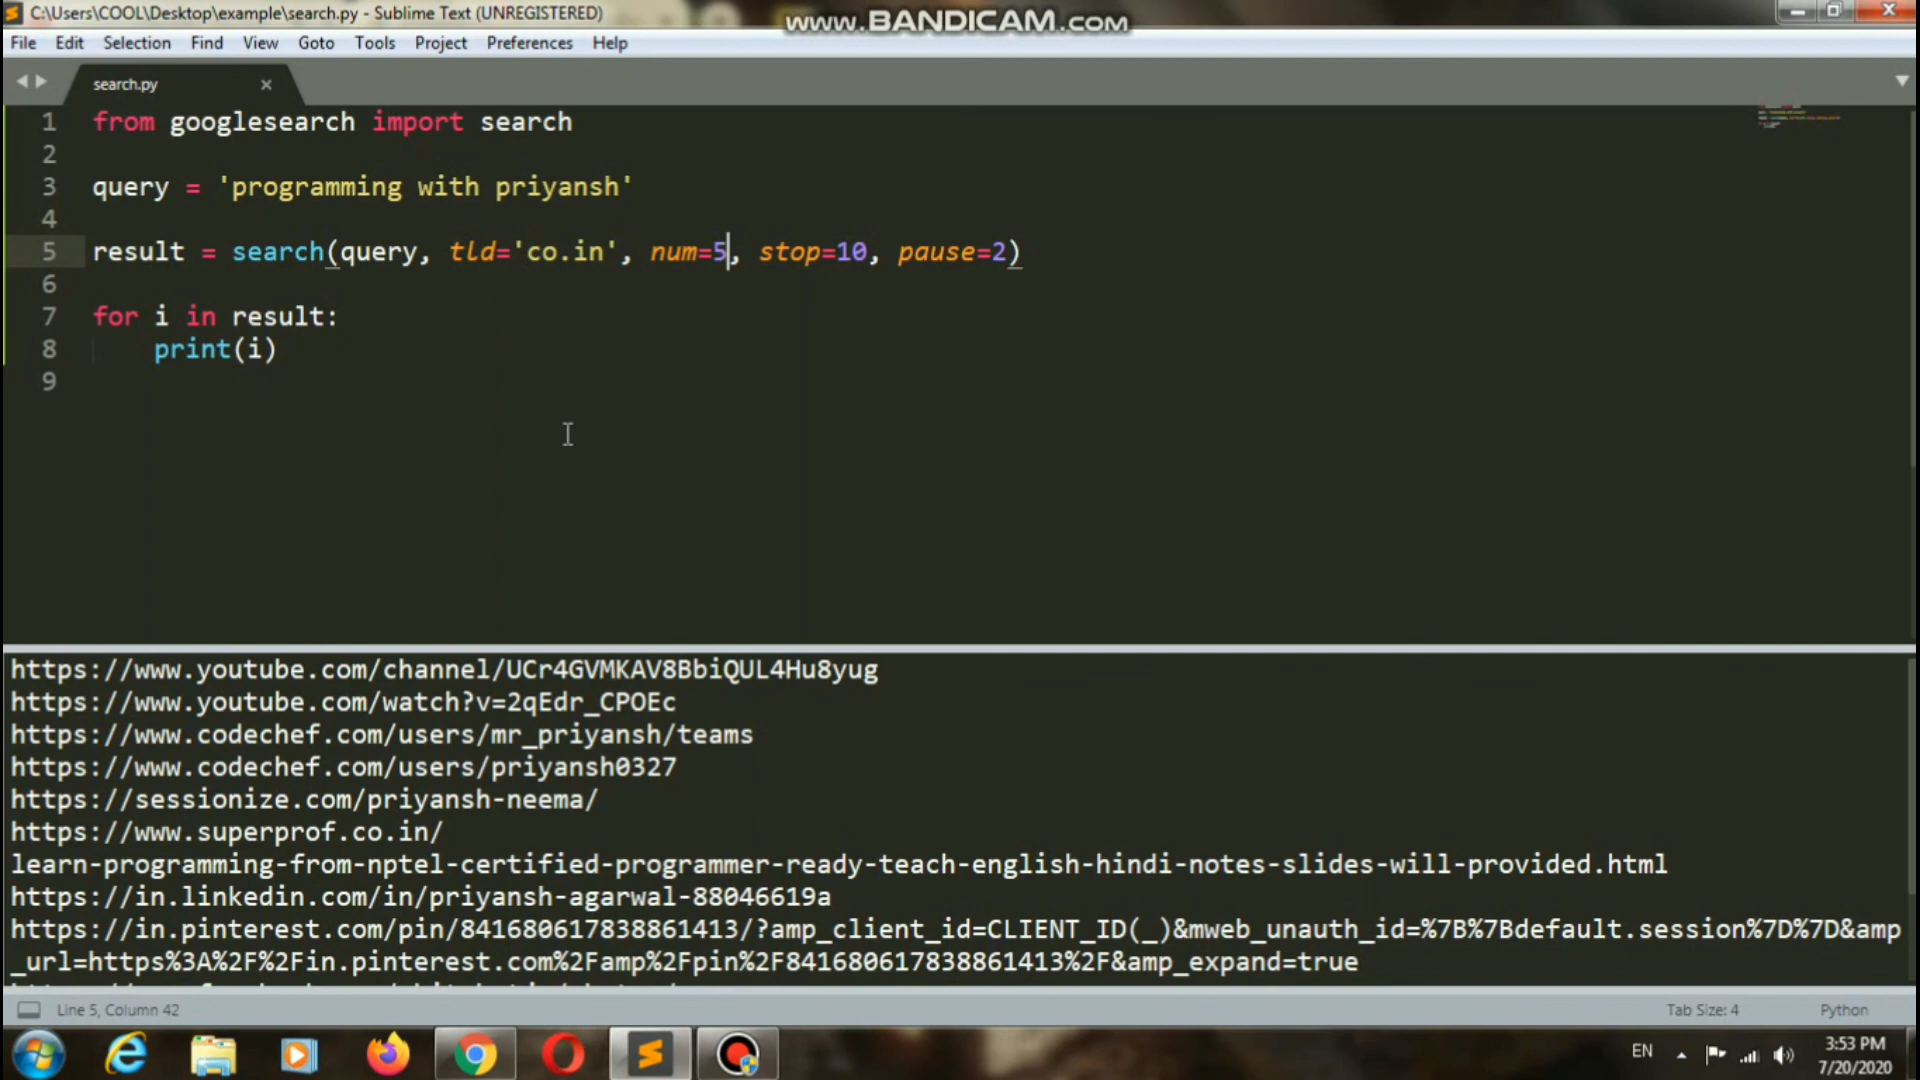 C:\Users\COOL\Desktop\example\search.py - Sublime Text (UNREGISTERED)
www.BANDICAM.com
File Edit Selection Find View Goto Tools Project Preferences Help
search.py
1 from googlesearch import search
2
3 query = 'programming with priyansh'
4
5 result = search(query, tld='co.in', num=5, stop=10, pause=2)
6
7 for i in result:
8 print(i)
9
https://www.youtube.com/channel/UCr4GVMKAV8BbiQUL4Hu8yug
https://www.youtube.com/watch?v=2qEdr_CPOEc
https://www.codechef.com/users/mr_priyansh/teams
https://www.codechef.com/users/priyansh0327
https://sessionize.com/priyansh-neema/
https://www.superprof.co.in/
learn-programming-from-nptel-certified-programmer-ready-teach-english-hindi-notes-slides-will-provided.html
https://in.linkedin.com/in/priyansh-agarwal-88046619a
https://in.pinterest.com/pin/841680617838861413/?amp_client_id=CLIENT_ID(_)&mweb_unauth_id=%7B%7Bdefault.session%7D%7D&amp
_url=https%3A%2F%2Fin.pinterest.com%2Famp%2Fpin%2F841680617838861413%2F&amp_expand=true
Line 5, Column 42
Tab Size: 4
Python
EN
3:53 PM
7/20/2020